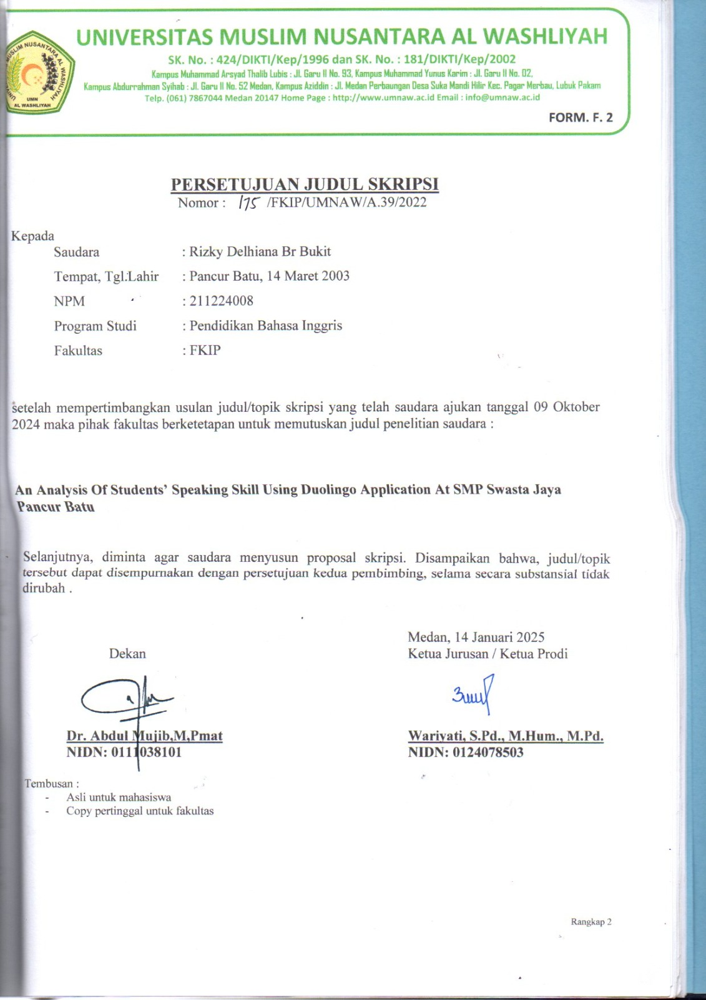 UNIVERSITAS MUSLIM NUSANTARA AL WASHLIYAH
SK. No. : 424/DIKTI/Kep/1996 dan SK. No. : 181/DIKTI/Kep/2002
Kampus Muhammad Arsyad Thalib Lubis : Jl. Garu II No. 93, Kampus Muhammad Yunus Karim : Jl. Garu II No. 02,
Kampus Abdurrahman Syihab : Jl. Garu II No. 52 Medan, Kampus Aziddin : Jl. Medan Perbaungan Desa Suka Mandi Hilir Kec. Pagar Merbau, Lubuk Pakam
Telp. (061) 7867044 Medan 20147 Home Page : http://www.umnaw.ac.id Email : info@umnaw.ac.id
MUSLIM NUSANTARA AL WASHLIYAH
UMN
AL WASHLIYAH
FORM. F. 2
PERSETUJUAN JUDUL SKRIPSI
Nomor : 175 /FKIP/UMNAW/A.39/2022
Kepada
Saudara : Rizky Delhiana Br Bukit
Tempat, Tgl.Lahir : Pancur Batu, 14 Maret 2003
NPM : 211224008
Program Studi : Pendidikan Bahasa Inggris
Fakultas : FKIP
setelah mempertimbangkan usulan judul/topik skripsi yang telah saudara ajukan tanggal 09 Oktober
2024 maka pihak fakultas berketetapan untuk memutuskan judul penelitian saudara :
An Analysis Of Students' Speaking Skill Using Duolingo Application At SMP Swasta Jaya
Pancur Batu
Selanjutnya, diminta agar saudara menyusun proposal skripsi. Disampaikan bahwa, judul/topik
tersebut dapat disempurnakan dengan persetujuan kedua pembimbing, selama secara substansial tidak
dirubah .
Medan, 14 Januari 2025
Dekan
Ketua Jurusan / Ketua Prodi
Dr. Abdul Mujib,M,Pmat
NIDN: 0111038101
Wariyati, S.Pd., M.Hum., M.Pd.
NIDN: 0124078503
Tembusan :
- Asli untuk mahasiswa
- Copy pertinggal untuk fakultas
Rangkap 2